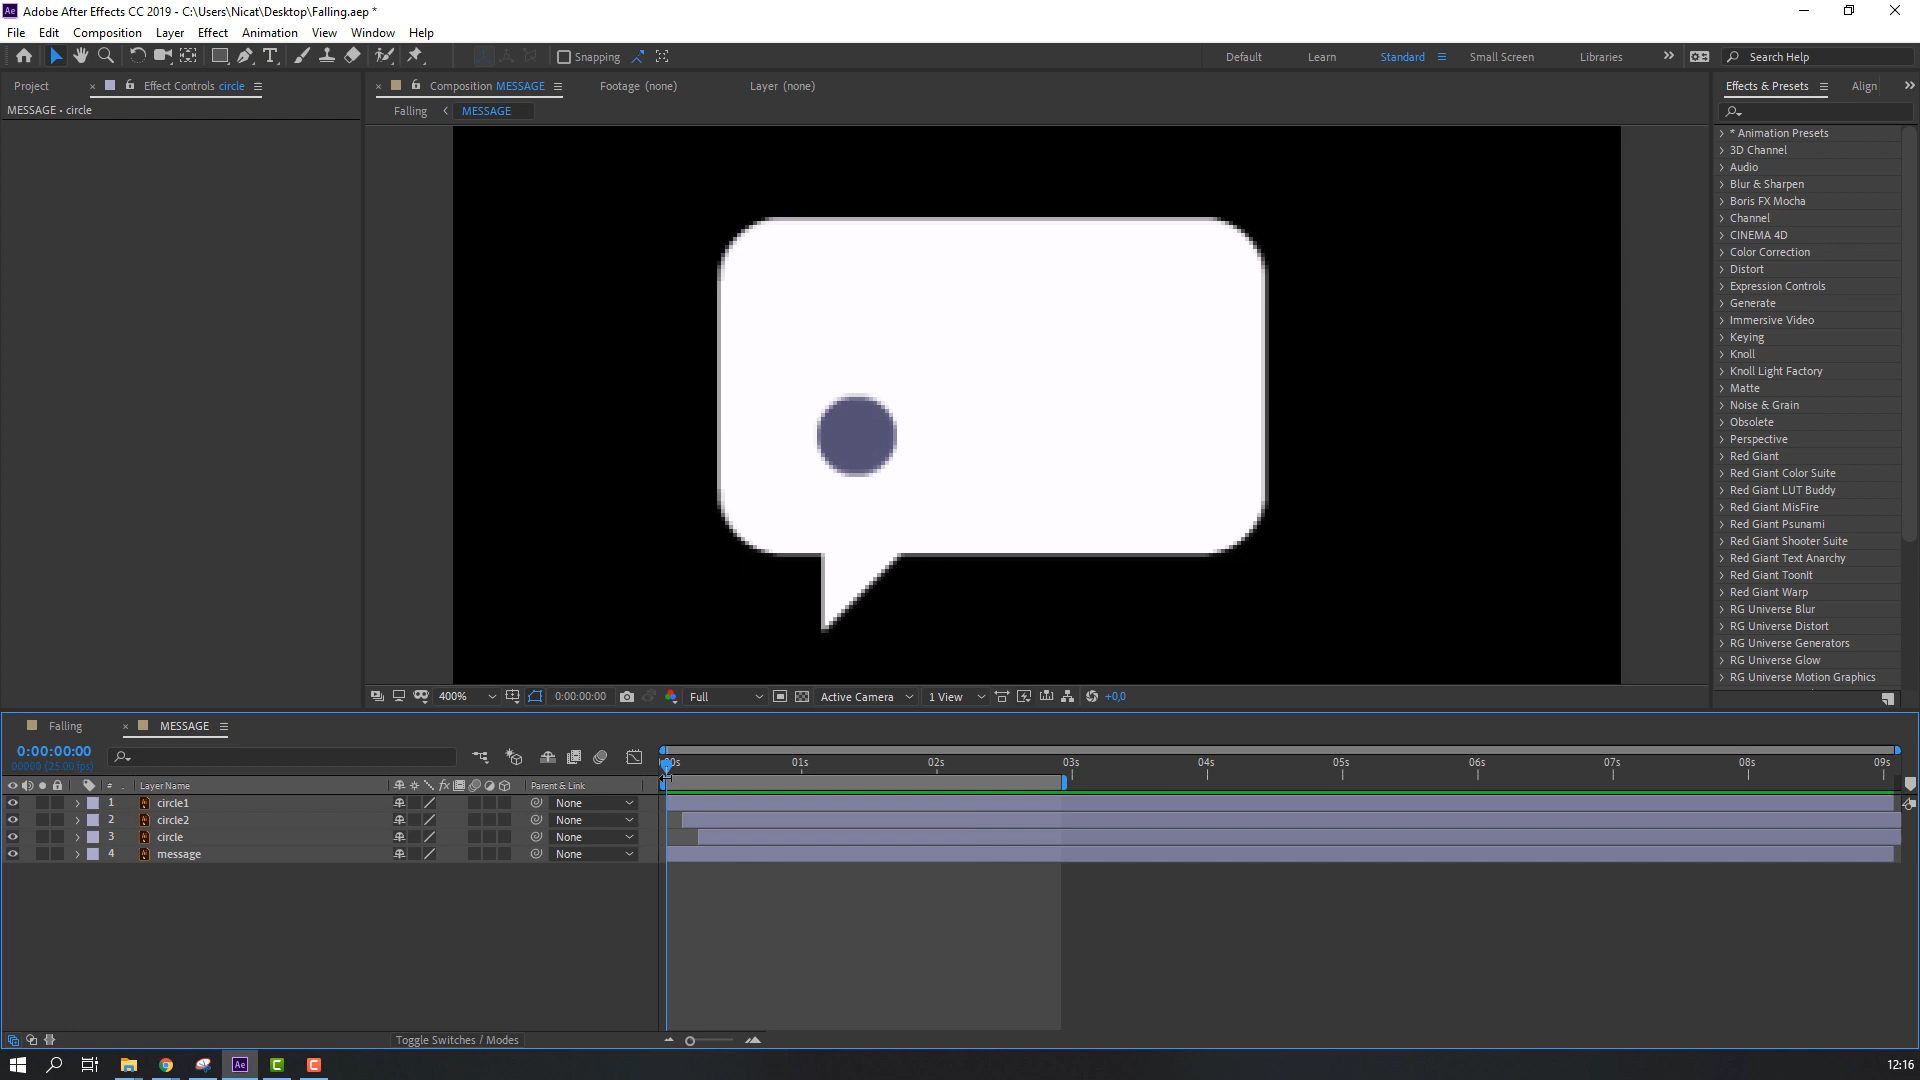 Adobe After Effects CC 2019 - C:\Users\Nicat\Desktop\Falling.aep *
File Edit Composition Layer Effect Animation View Window Help
Snapping Default Learn Standard Small Screen Libraries Search Help
Project Effect Controls circle Composition MESSAGE Footage (none) Layer (none) Effects & Presets Align
MESSAGE • circle
Falling MESSAGE
* Animation Presets
3D Channel
Audio
Blur & Sharpen
Boris FX Mocha
Channel
CINEMA 4D
Color Correction
Distort
Expression Controls
Generate
Immersive Video
Keying
Knoll
Knoll Light Factory
Matte
Noise & Grain
Obsolete
Perspective
Red Giant
Red Giant Color Suite
Red Giant LUT Buddy
Red Giant MisFire
Red Giant Psunami
Red Giant Shooter Suite
Red Giant Text Anarchy
Red Giant ToonIt
Red Giant Warp
RG Universe Blur
RG Universe Distort
RG Universe Generators
RG Universe Glow
RG Universe Motion Graphics
400% 0:00:00:00 Full Active Camera 1 View +0,0
Falling MESSAGE
0:00:00:00
00000 (25.00 fps)
00s 01s 02s 03s 04s 05s 06s 07s 08s 09s
# Layer Name fx Parent & Link
1 circle1 None
2 circle2 None
3 circle None
4 message None
Toggle Switches / Modes
Ae C C 12:16